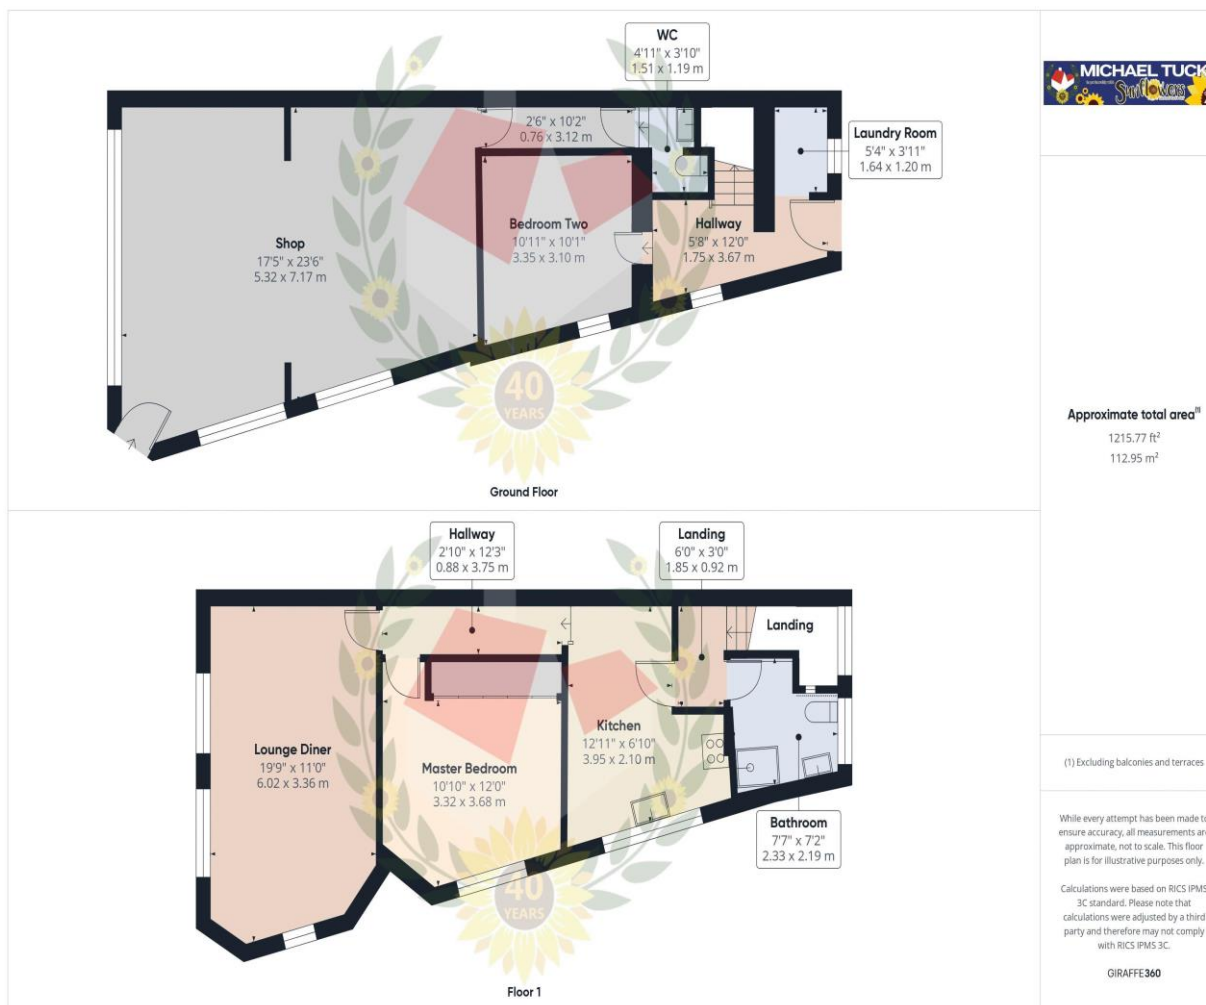 WC
4'11" x 3'10"
1.51 x 1.19 m
2'6" x 10'2"
0.76 x 3.12 m
Laundry Room
5'4" x 3'11"
1.64 x 1.20 m
Bedroom Two
10'11" x 10'1"
3.35 x 3.10 m
Hallway
5'8" x 12'0"
1.75 x 3.67 m
Shop
17'5" x 23'6"
5.32 x 7.17 m
40
YEARS
Ground Floor
Hallway
2'10" x 12'3"
0.88 x 3.75 m
Landing
6'0" x 3'0"
1.85 x 0.92 m
Landing
Lounge Diner
19'9" x 11'0"
6.02 x 3.36 m
Master Bedroom
10'10" x 12'0"
3.32 x 3.68 m
Kitchen
12'11" x 6'10"
3.95 x 2.10 m
Bathroom
7'7" x 7'2"
2.33 x 2.19 m
40
YEARS
Floor 1
MICHAEL TUCK
Sunflowers
Approximate total area(1)
1215.77 ft²
112.95 m²
(1) Excluding balconies and terraces
While every attempt has been made to
ensure accuracy, all measurements are
approximate, not to scale. This floor
plan is for illustrative purposes only.
Calculations were based on RICS IPMS
3C standard. Please note that
calculations were adjusted by a third
party and therefore may not comply
with RICS IPMS 3C.
GIRAFFE360